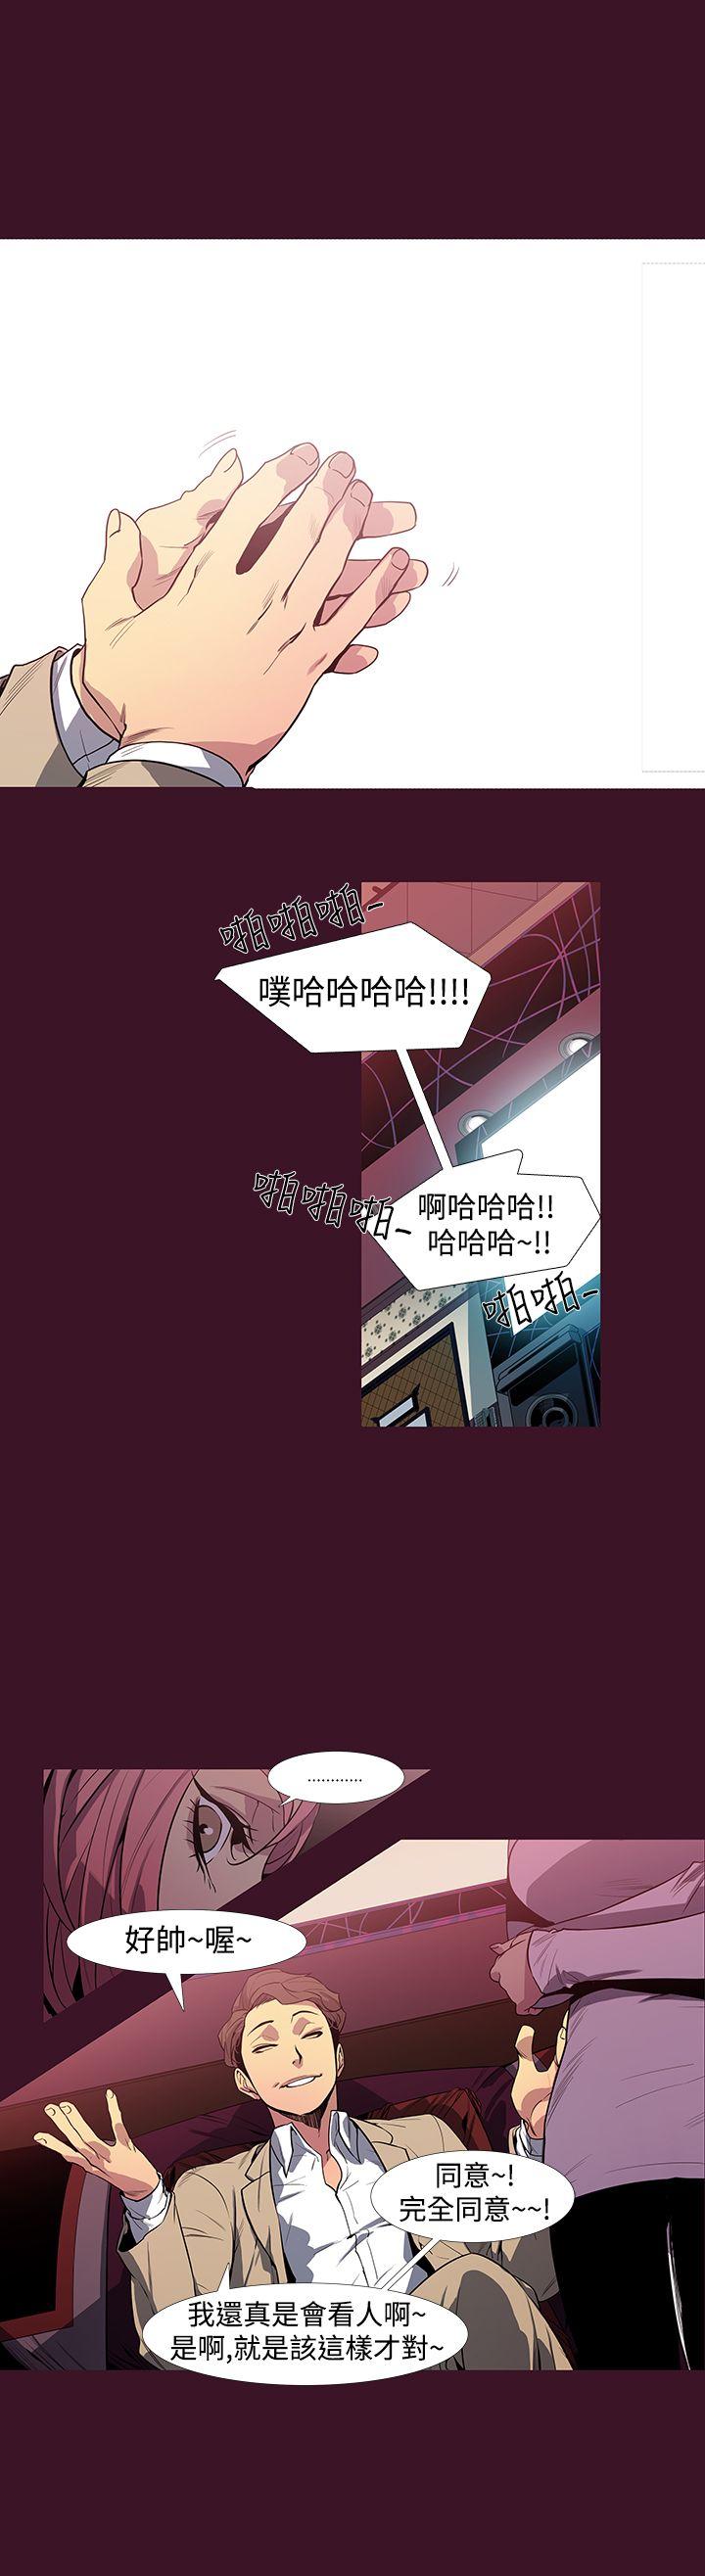 啪啪啪~
噗哈哈哈哈!!!!
啪啪啪~
啊哈哈哈!!
哈哈哈~!!
啪啪~
............
好帥~喔~
同意~!
完全同意~~!
我還真是會看人啊~
是啊,就是該這樣才對~